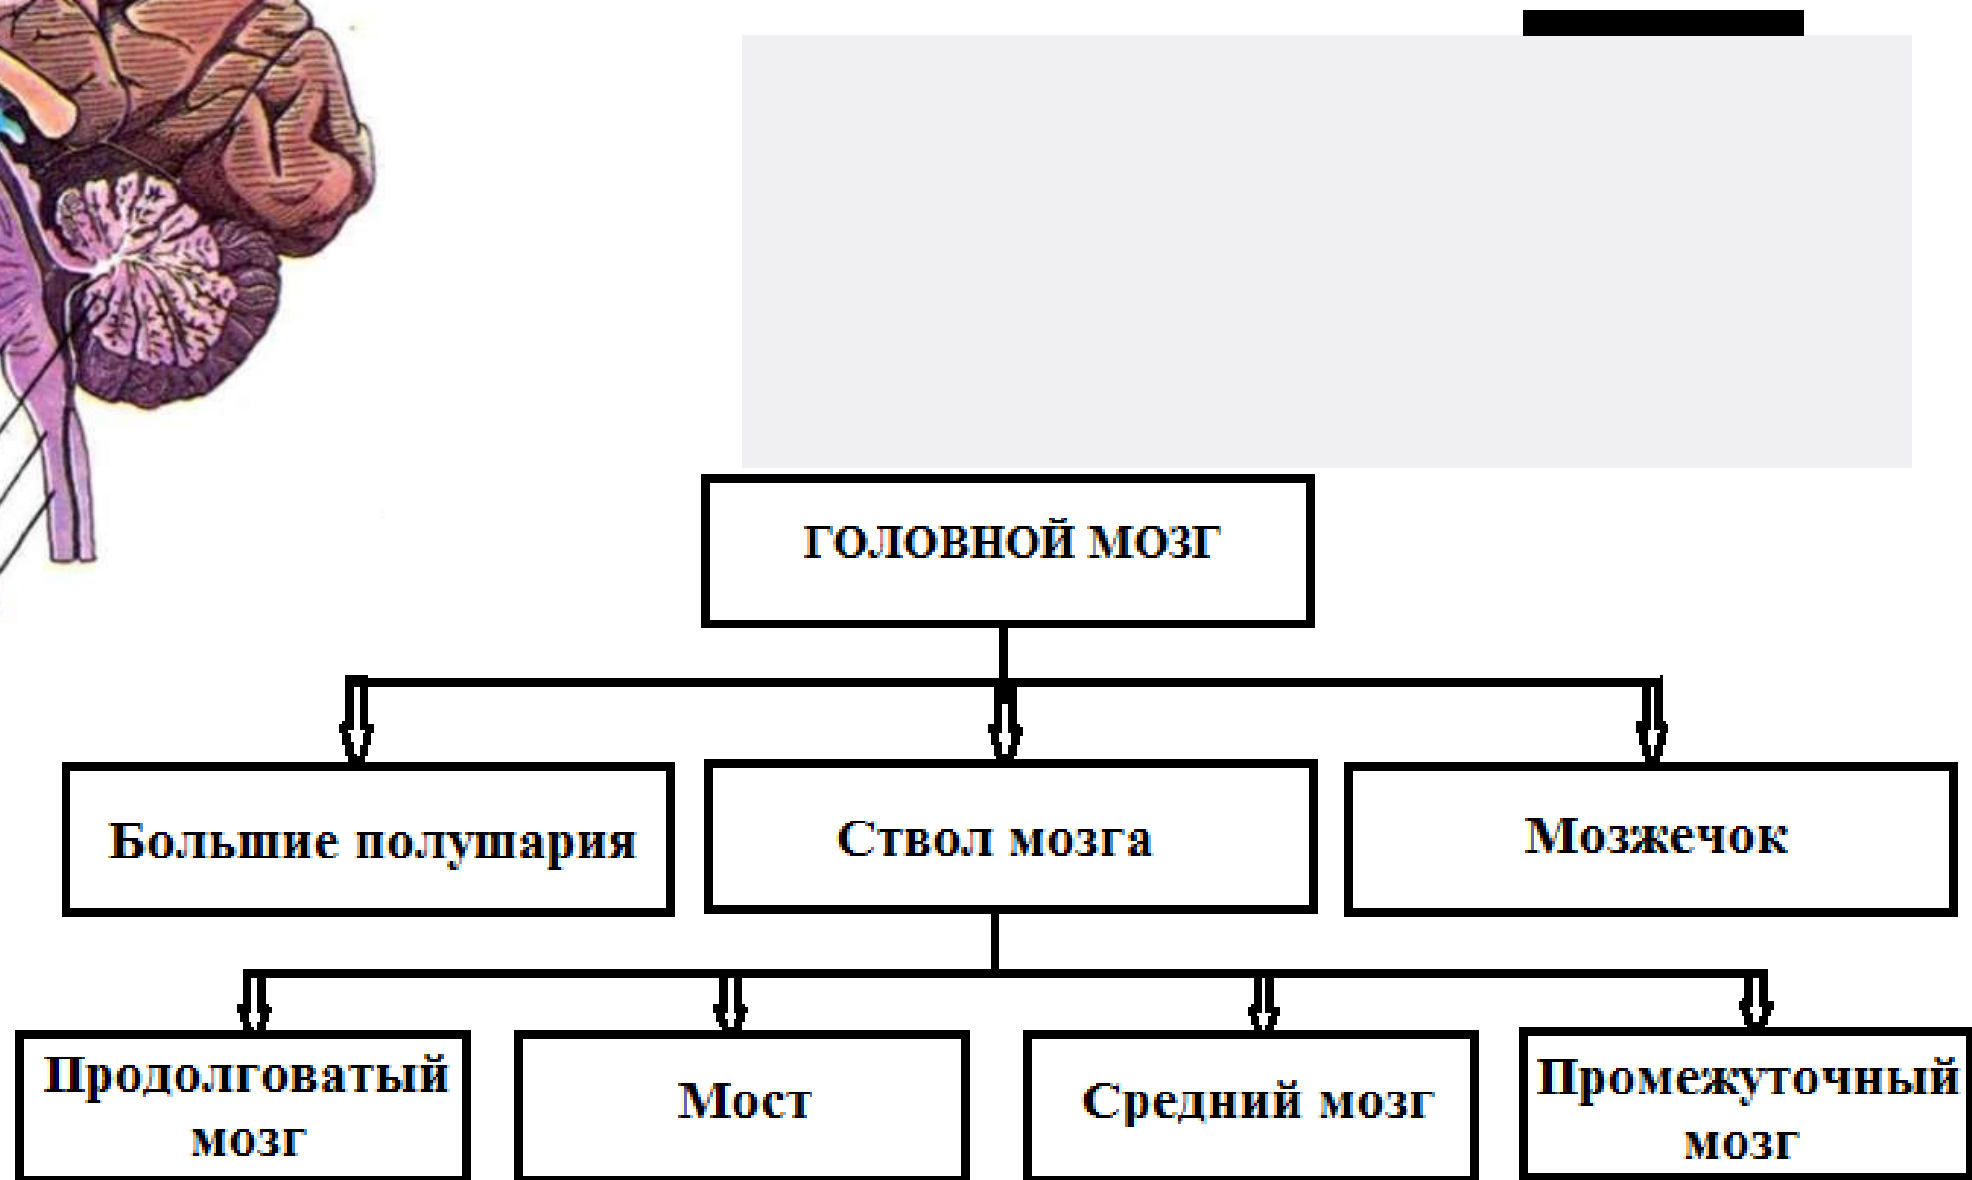 ГОЛОВНОЙ МОЗГ
Большие полушария
Ствол мозга
Мозжечок
Продолговатый
мозг
Мост
Средний мозг
Промежуточный
мозг